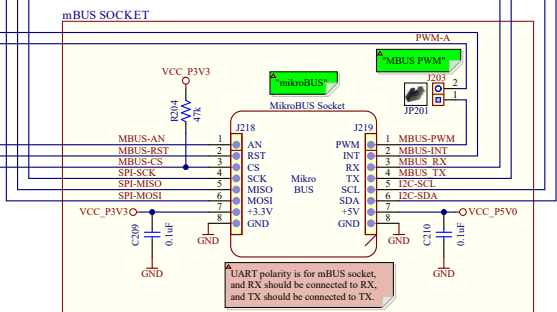 mBUS SOCKET
PWM-A
"MBUS PWM"
VCC_P3V3
"mikroBUS"
J203
2
1
JP201
R204
47k
MikroBUS Socket
J218
J219
MBUS-AN 1 AN PWM 1 MBUS-PWM
MBUS-RST 2 RST INT 2 MBUS-INT
MBUS-CS 3 CS RX 3 MBUS_RX
SPI-SCK 4 SCK Mikro TX 4 MBUS_TX
SPI-MISO 5 MISO BUS SCL 5 I2C-SCL
SPI-MOSI 6 MOSI SDA 6 I2C-SDA
VCC_P3V3 7 +3.3V +5V 7 VCC_P5V0
8 GND GND 8
C209
0.1uF
GND
GND
C210
0.1uF
GND
GND
UART polarity is for mBUS socket,
and RX should be connected to RX,
and TX should be connected to TX.